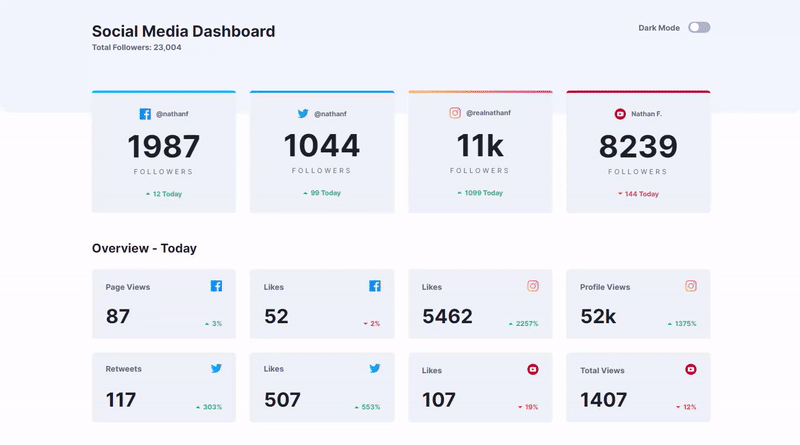 Social Media Dashboard
Total Followers: 23,004
Dark Mode
@nathanf
1987
FOLLOWERS
12 Today
@nathanf
1044
FOLLOWERS
99 Today
@realnathanf
11k
FOLLOWERS
1099 Today
Nathan F.
8239
FOLLOWERS
144 Today
Overview - Today
Page Views
87
3%
Likes
52
2%
Likes
5462
2257%
Profile Views
52k
1375%
Retweets
117
303%
Likes
507
553%
Likes
107
19%
Total Views
1407
12%